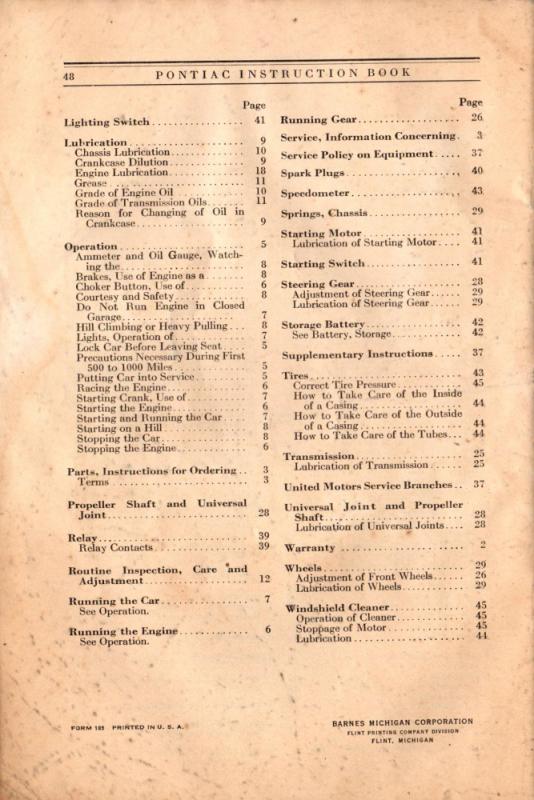 48 PONTIAC INSTRUCTION BOOK
Page
Lighting Switch 41
Lubrication 9
Chassis Lubrication 10
Crankcase Dilution 9
Engine Lubrication 18
Grease 11
Grade of Engine Oil 10
Grade of Transmission Oils 11
Reason for Changing of Oil in
Crankcase 9
Operation 5
Ammeter and Oil Gauge, Watch-
ing the 8
Brakes, Use of Engine as a 8
Choker Button, Use of 6
Courtesy and Safety 8
Do Not Run Engine in Closed
Garage 7
Hill Climbing or Heavy Pulling 8
Lights, Operation of 7
Lock Car Before Leaving Seat 5
Precautions Necessary During First
500 to 1000 Miles 5
Putting Car into Service 5
Racing the Engine 6
Starting Crank, Use of 7
Starting the Engine 6
Starting and Running the Car 7
Starting on a Hill 8
Stopping the Car 8
Stopping the Engine 6
Parts, Instructions for Ordering 3
Terms 3
Propeller Shaft and Universal
Joint 28
Relay 39
Relay Contacts 39
Routine Inspection, Care and
Adjustment 12
Running the Car 7
See Operation.
Running the Engine 6
See Operation.
Page
Running Gear 26
Service, Information Concerning 3
Service Policy on Equipment 37
Spark Plugs 40
Speedometer 43
Springs, Chassis 29
Starting Motor 41
Lubrication of Starting Motor 41
Starting Switch 41
Steering Gear 28
Adjustment of Steering Gear 29
Lubrication of Steering Gear 29
Storage Battery 42
See Battery, Storage 42
Supplementary Instructions 37
Tires 43
Correct Tire Pressure 45
How to Take Care of the Inside
of a Casing 44
How to Take Care of the Outside
of a Casing 44
How to Take Care of the Tubes 44
Transmission 25
Lubrication of Transmission 25
United Motors Service Branches 37
Universal Joint and Propeller
Shaft 28
Lubrication of Universal Joints 28
Warranty 2
Wheels 29
Adjustment of Front Wheels 26
Lubrication of Wheels 29
Windshield Cleaner 45
Operation of Cleaner 45
Stoppage of Motor 45
Lubrication 44
FORM 185 PRINTED IN U. S. A.
BARNES MICHIGAN CORPORATION
FLINT PRINTING COMPANY DIVISION
FLINT, MICHIGAN